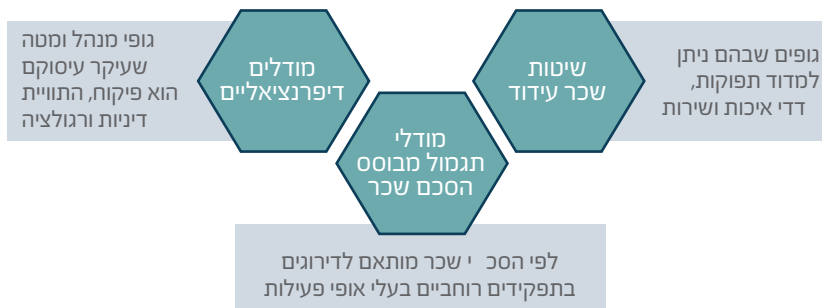 גופים שבהם ניתן
למדוד תפוקות,
דדי איכות ושירות
שיטות
שכר עידוד
מודלים
דיפרנציאליים
גופי מנהל ומטה
שעיקר עיסוקם
הוא פיקוח, התוויית
דיניות ורגולציה
מודלי
תגמול מבוסס
הסכם שכר
לפי הסכ י שכר מותאם לדירוגים
בתפקידים רוחביים בעלי אופי פעילות